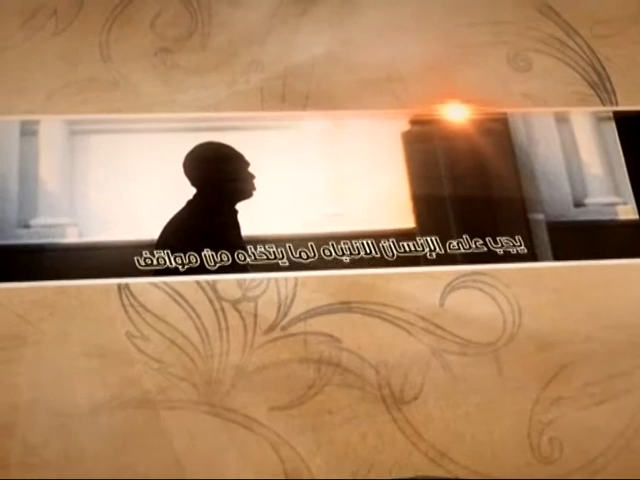 يجب على الإنسان الانتباه لما يتخذه من مواقف